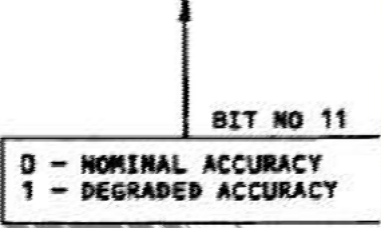 BIT NO 11
0 - NOMINAL ACCURACY
1 - DEGRADED ACCURACY